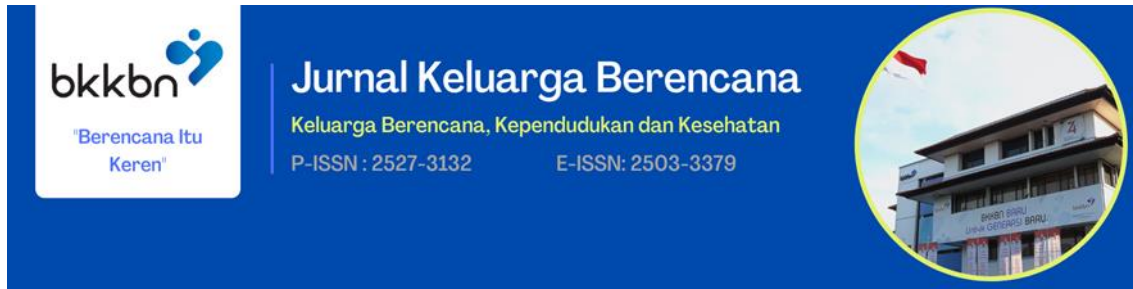 bkkbn
"Berencana Itu
Keren"
Jurnal Keluarga Berencana
Keluarga Berencana, Kependudukan dan Kesehatan
P-ISSN : 2527-3132 E-ISSN: 2503-3379
BKKBN BARU
Untuk GENERASI BARU